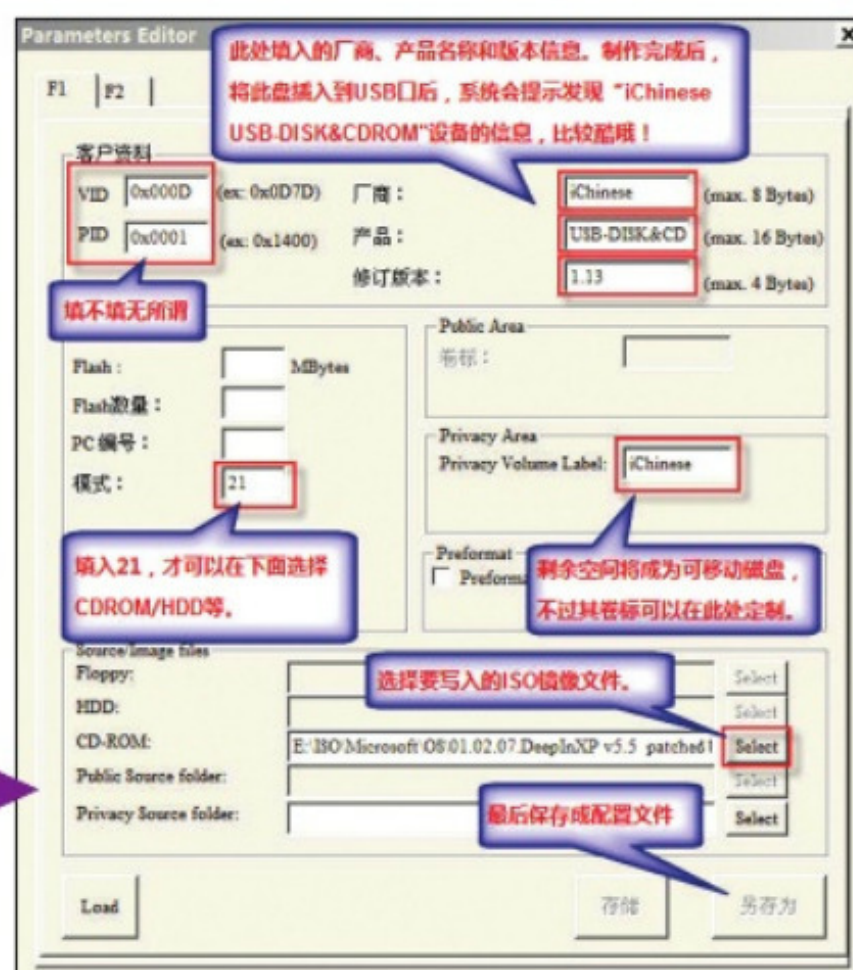 Parameters Editor
此处填入的厂商、产品名称和版本信息。制作完成后，
将此盘插入到USB口后，系统会提示发现“iChinese
USB-DISK&CDROM"设备的信息，比较酷哦！
F1
F2
客户资料
VID 0x000D (ex: 0x0D7D) 厂商： iChinese (max. 8 Bytes)
PID 0x0001 (ex: 0x1400) 产品： USB-DISK&CD (max. 16 Bytes)
修订版本： 1.13 (max. 4 Bytes)
填不填无所谓
Flash : MBytes
Flash数量：
PC 编号：
模式： 21
Public Area
卷标：
Privacy Area
Privacy Volume Label: iChinese
填入21，才可以在下面选择
CDROM/HDD等。
Preformat
剩余空间将成为可移动磁盘，
不过其卷标可以在此处定制。
Source/Image files
Floppy: Select
选择要写入的ISO镜像文件。
HDD: Select
CD-ROM: E:\ISO\Microsoft\OS\01.02.07.DeepInXP v5.5 patched Select
Public Source folder: Select
Privacy Source folder: Select
最后保存成配置文件
Load 存储 另存为